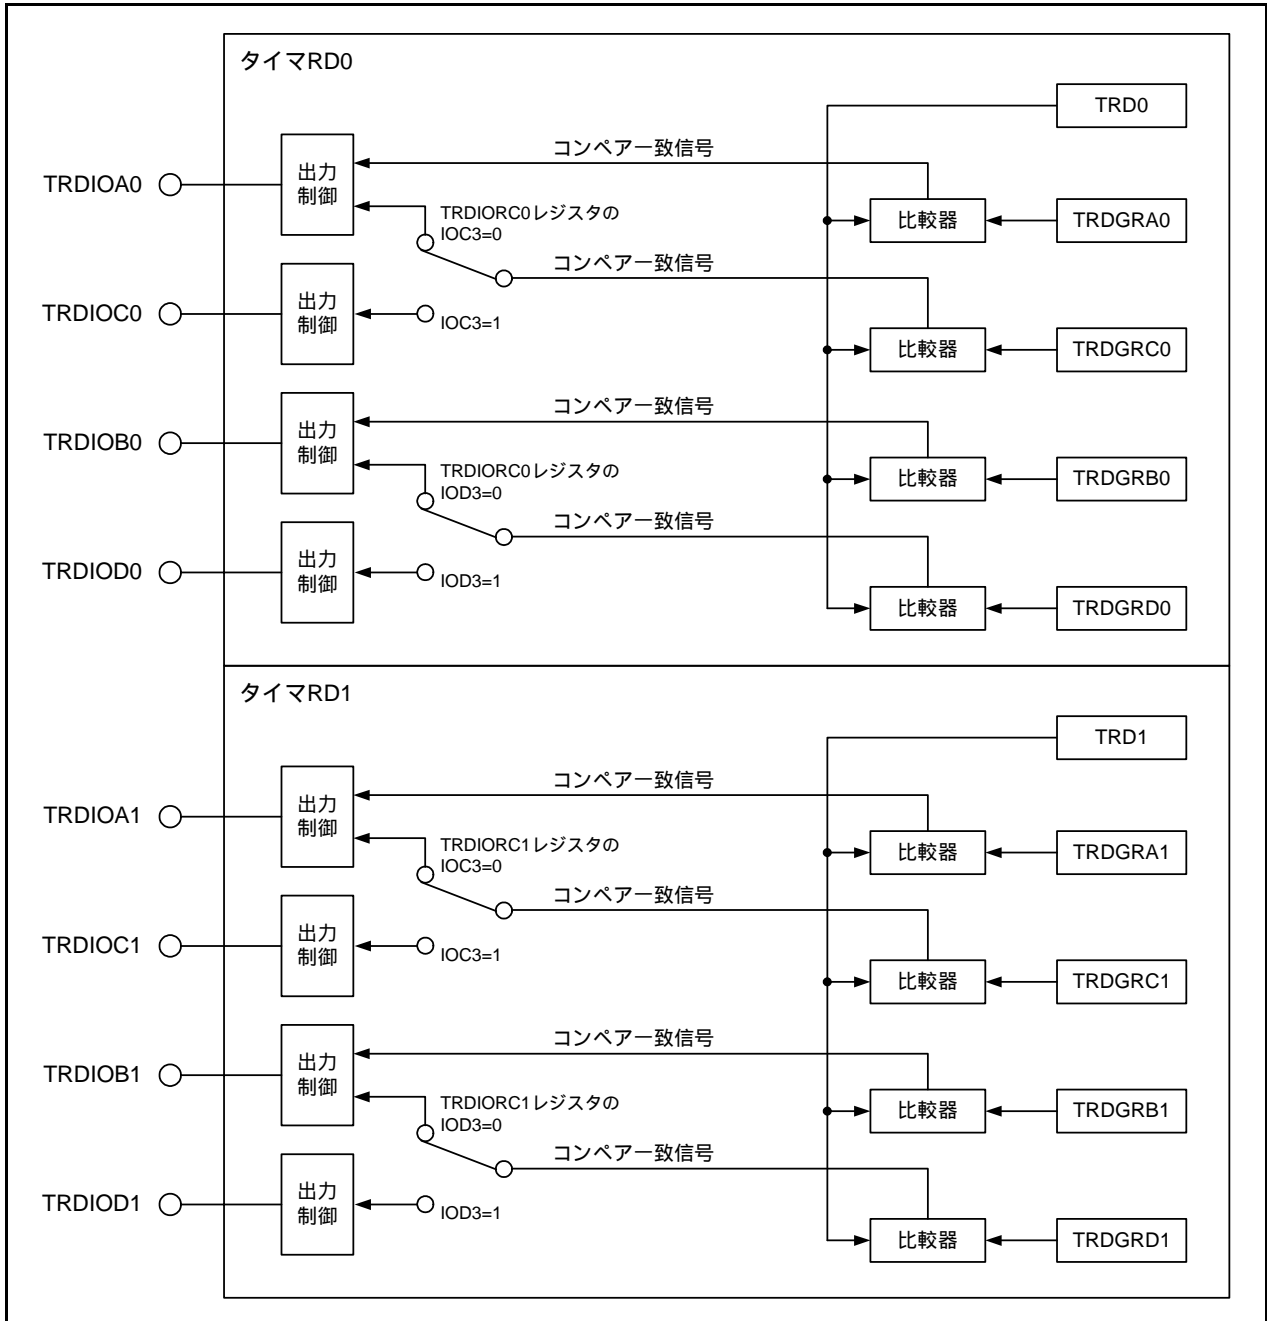 タイマRD0
TRD0
コンペア一致信号
出力
制御
TRDIOA0
TRDIORC0レジスタの
IOC3=0
比較器
TRDGRA0
コンペア一致信号
出力
制御
TRDIOC0
IOC3=1
比較器
TRDGRC0
コンペア一致信号
出力
制御
TRDIOB0
TRDIORC0レジスタの
IOD3=0
比較器
TRDGRB0
コンペア一致信号
出力
制御
TRDIOD0
IOD3=1
比較器
TRDGRD0
タイマRD1
TRD1
コンペア一致信号
出力
制御
TRDIOA1
TRDIORC1レジスタの
IOC3=0
比較器
TRDGRA1
コンペア一致信号
出力
制御
TRDIOC1
IOC3=1
比較器
TRDGRC1
コンペア一致信号
出力
制御
TRDIOB1
TRDIORC1レジスタの
IOD3=0
比較器
TRDGRB1
コンペア一致信号
出力
制御
TRDIOD1
IOD3=1
比較器
TRDGRD1